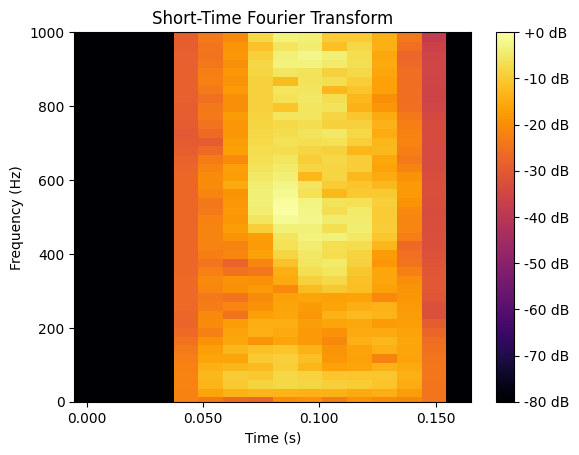 Short-Time Fourier Transform
1000
800
600
400
200
0
Frequency (Hz)
0.000
0.050
0.100
0.150
Time (s)
+0 dB
-10 dB
-20 dB
-30 dB
-40 dB
-50 dB
-60 dB
-70 dB
-80 dB